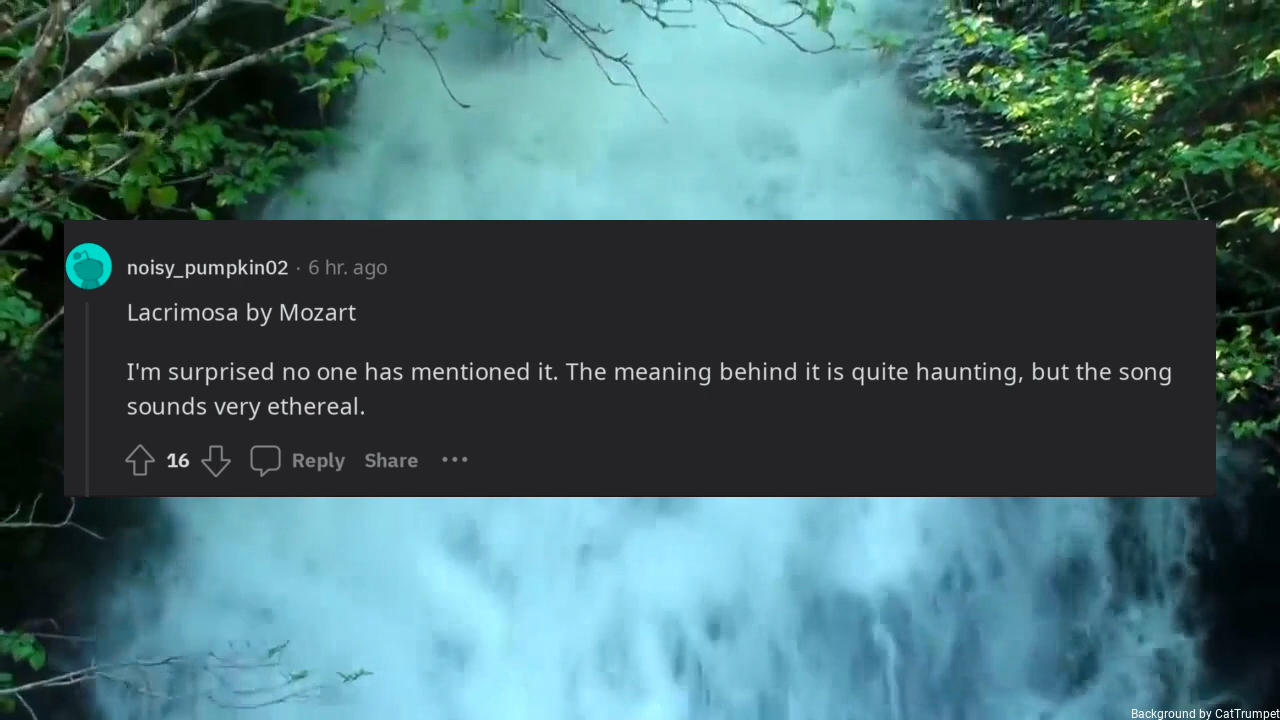 noisy_pumpkin02 · 6 hr. ago
Lacrimosa by Mozart
I'm surprised no one has mentioned it. The meaning behind it is quite haunting, but the song
sounds very ethereal.
16 Reply Share •••
Background by CatTrumpet